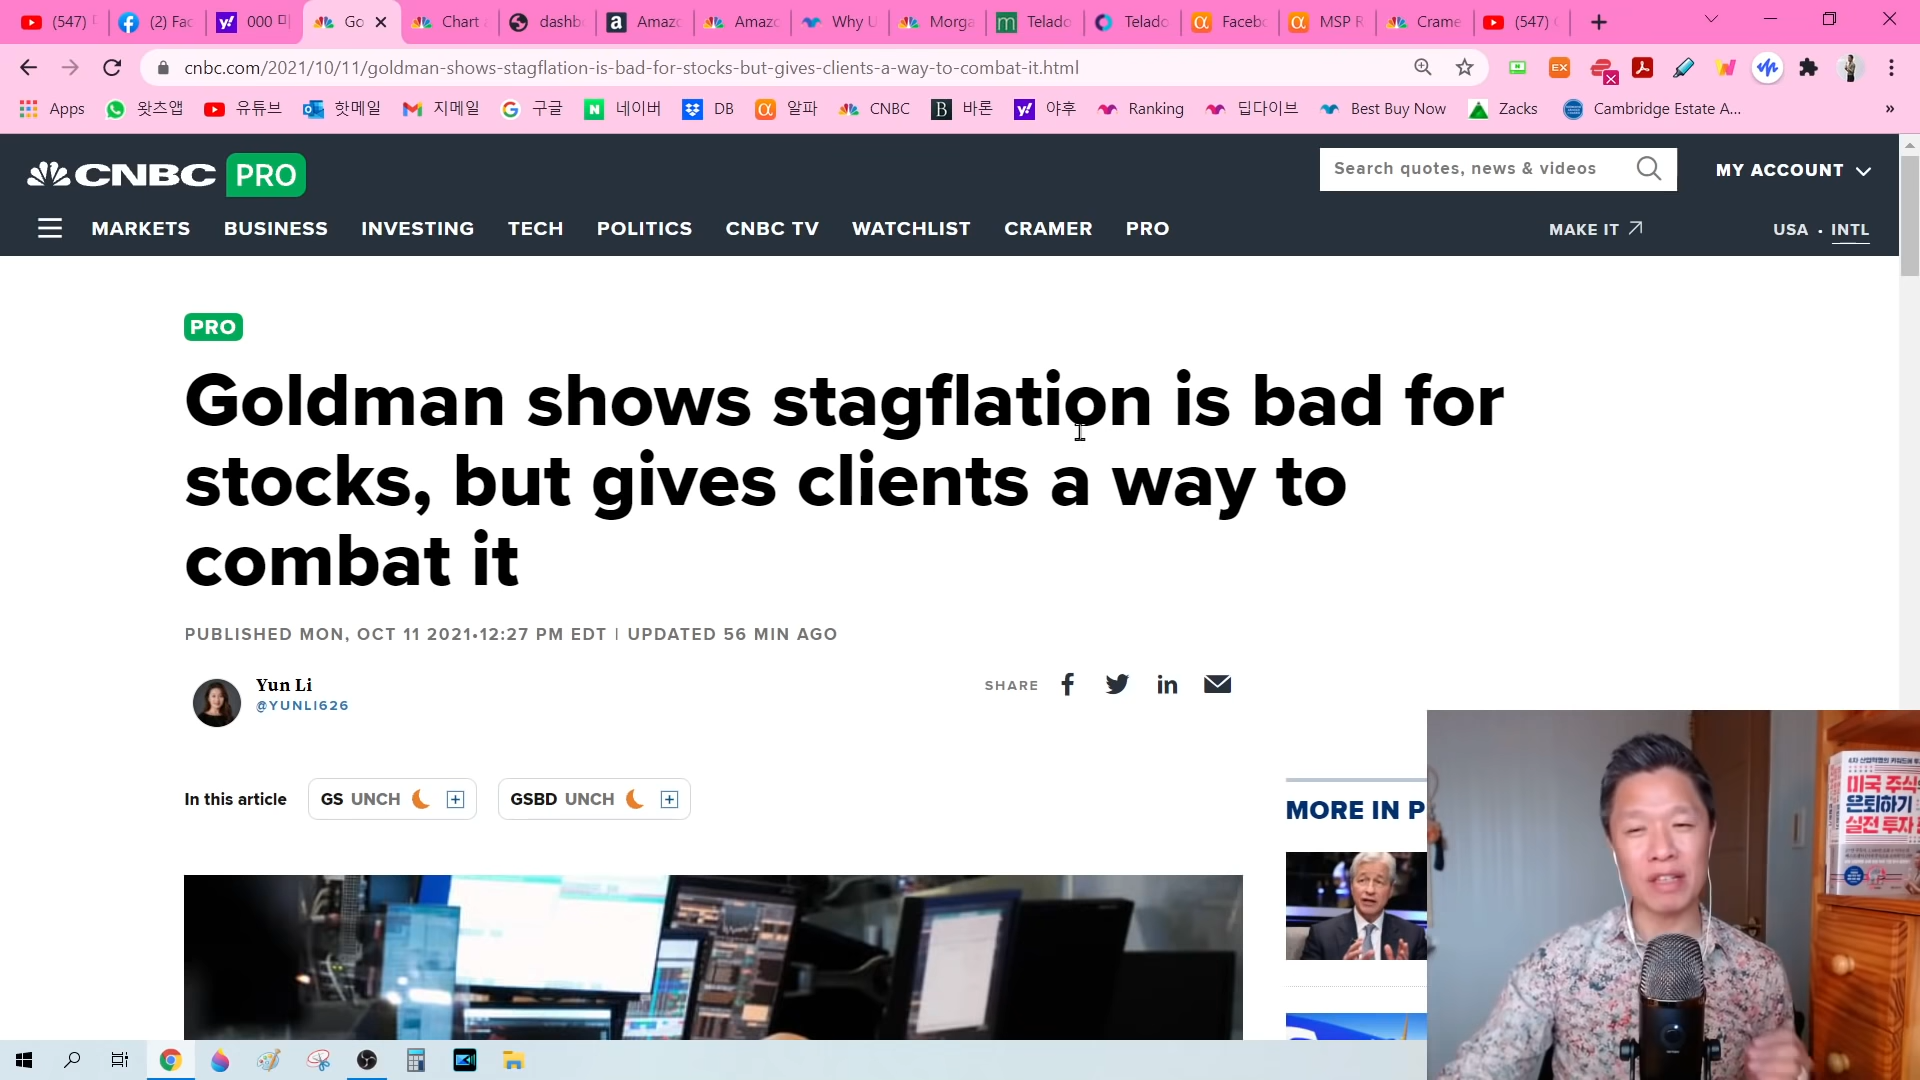 (547)
(2) Fac
000 미
Go
Chart
dashb
Amazo
Amazo
Why U
Morga
Telado
Telado
Facebo
MSP R
Crame
(547)
cnbc.com/2021/10/11/goldman-shows-stagflation-is-bad-for-stocks-but-gives-clients-a-way-to-combat-it.html
Apps 왓츠앱 유튜브 핫메일 지메일 구글 네이버 DB 알파 CNBC 바론 야후 Ranking 딥다이브 Best Buy Now Zacks Cambridge Estate A... »
CNBC PRO
Search quotes, news & videos
MY ACCOUNT
MARKETS BUSINESS INVESTING TECH POLITICS CNBC TV WATCHLIST CRAMER PRO MAKE IT USA • INTL
PRO
Goldman shows stagflation is bad for
stocks, but gives clients a way to
combat it
PUBLISHED MON, OCT 11 2021•12:27 PM EDT | UPDATED 56 MIN AGO
Yun Li
@YUNLI626
SHARE
In this article GS UNCH GSBD UNCH
MORE IN P
미국 주식
은퇴하기
실전 투자